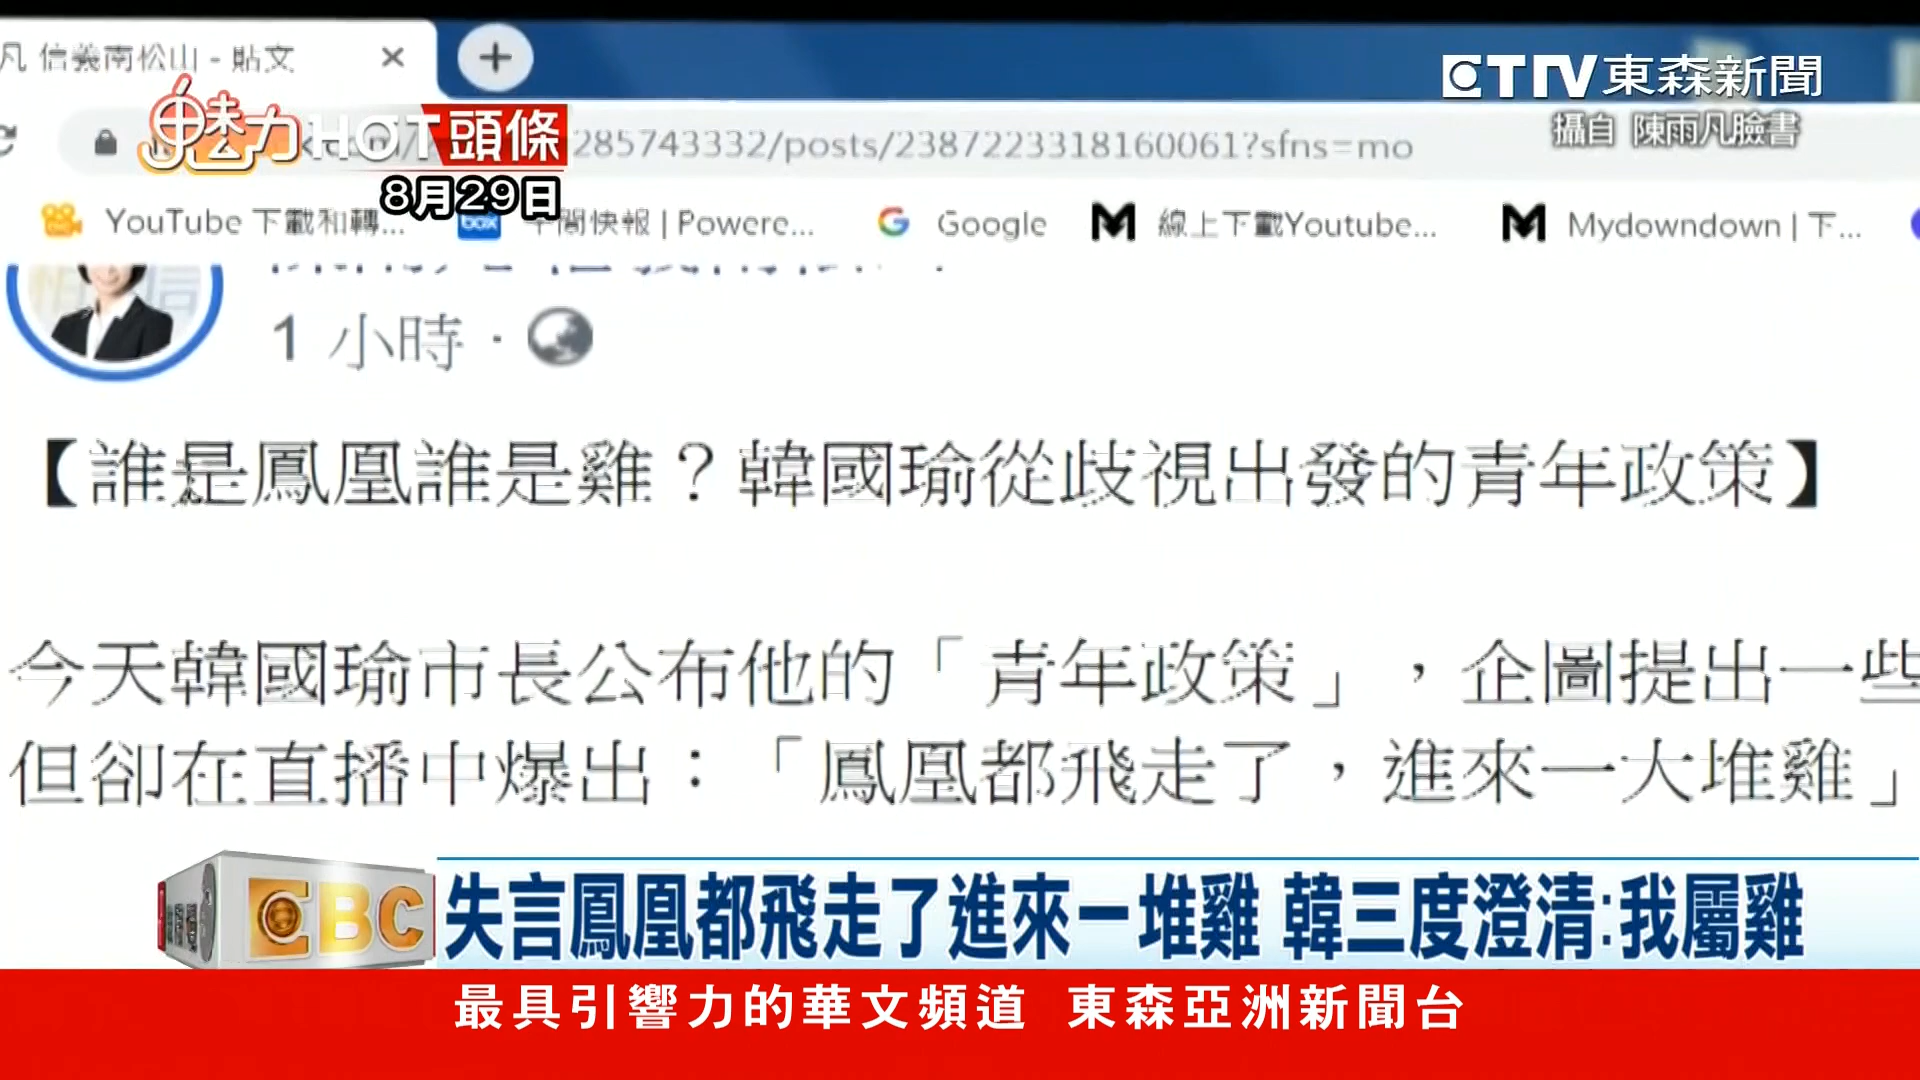 凡 信義南松山 - 貼文
ETtV東森新聞
魅力HOT頭條
285743332/posts/2387223318160061?sfns=mo
攝自 陳雨凡臉書
8月29日
YouTube 下載和轉...
box
快報 | Powere...
Google
線上下載Youtube...
Mydowndown | 下...
1 小時 ·
【誰是鳳凰誰是雞？韓國瑜從歧視出發的青年政策】
今天韓國瑜市長公布他的「青年政策」，企圖提出一些
但卻在直播中爆出：「鳳凰都飛走了，進來一大堆雞」
EBC
失言鳳凰都飛走了進來一堆雞 韓三度澄清:我屬雞
最具引響力的華文頻道 東森亞洲新聞台